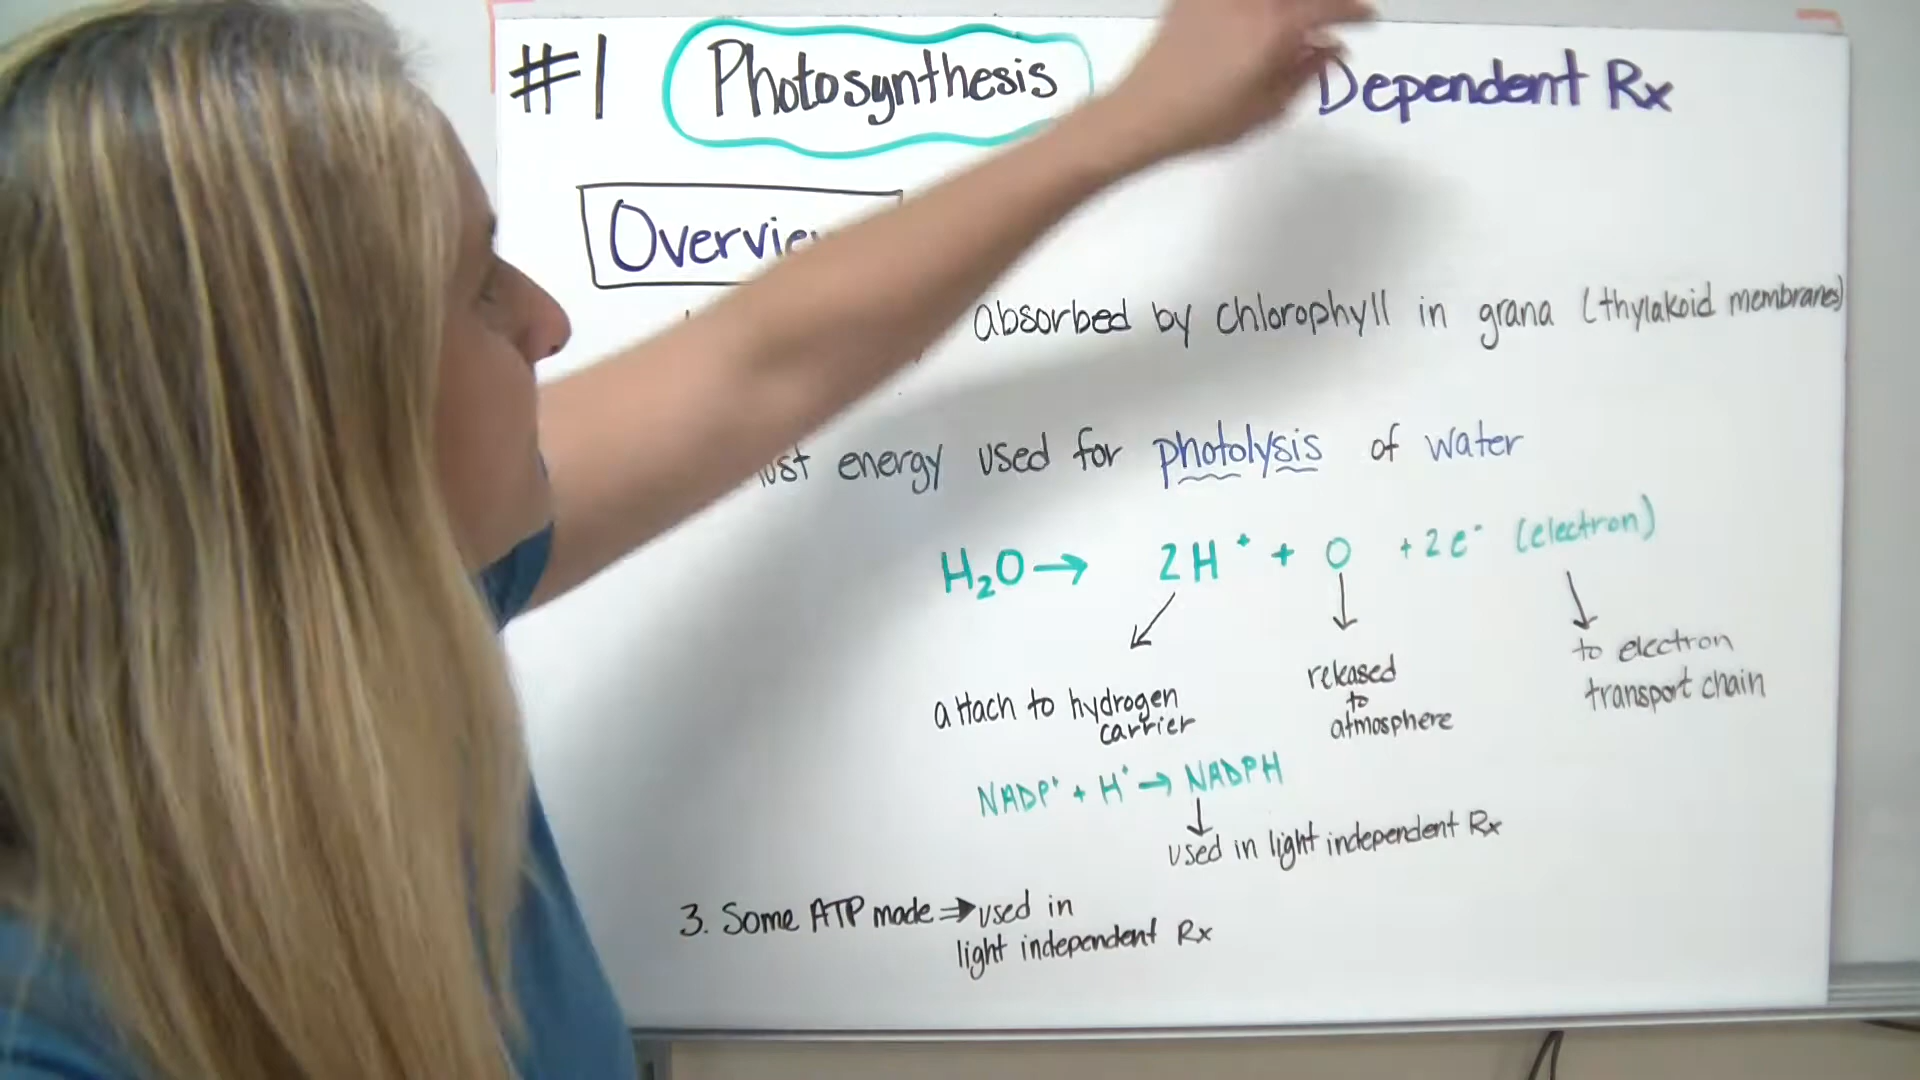 #1 Photosynthesis Dependent Rx
Overview
absorbed by chlorophyll in grana (thylakoid membranes)
energy used for photolysis of water
H₂O → 2H⁺ + O + 2e⁻ (electron)
attach to hydrogen carrier
released to atmosphere
to electron transport chain
NADP⁺ + H⁺ → NADPH
used in light independent Rx
3. Some ATP made ⇒ used in
light independent Rx